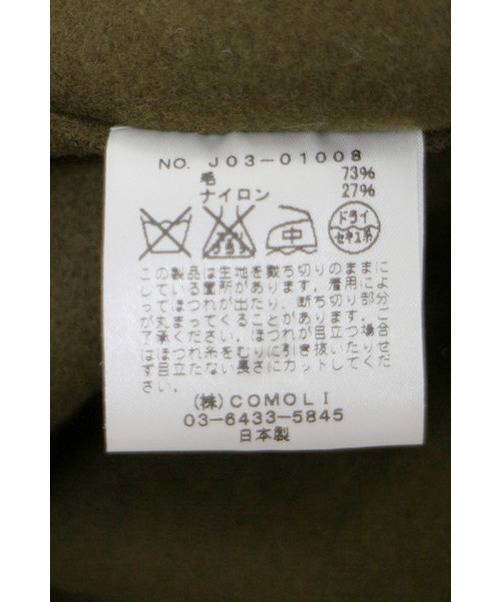 NO. J03-01008
毛 73%
ナイロン 27%
中 ドライ
セキユ系
この製品は生地を裁ち切りのままに
している箇所があります。着用によ
ってほつれが出たり、断ち切り部分
が丸まってくることがあります。ご
了承ください。ほつれが目立つ場合
はほつれ糸をむりに引き抜いたりせ
ず目立たない長さにカットしてくだ
さい。
(株)COMOLI
03-6433-5845
日本製